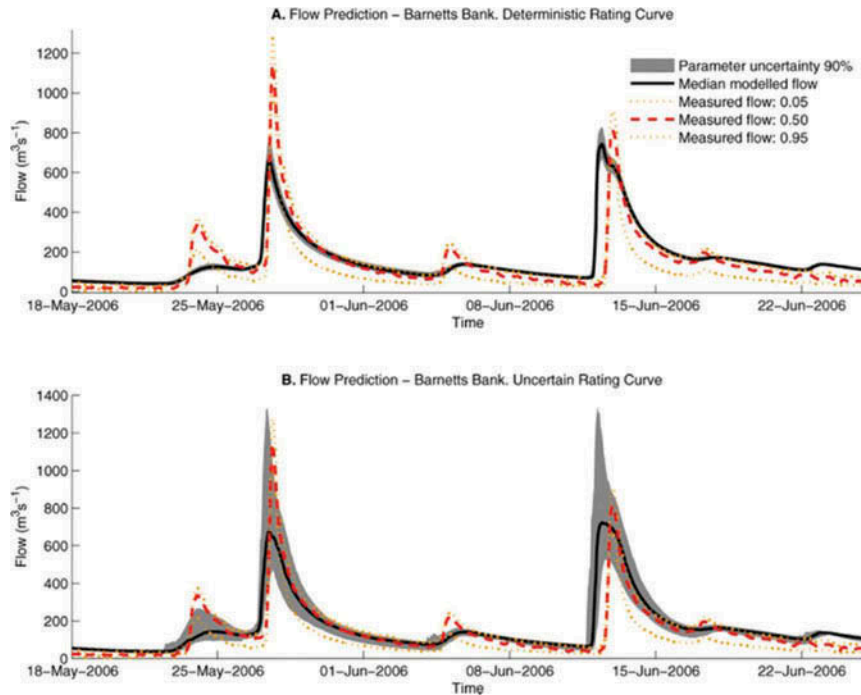 A. Flow Prediction – Barnetts Bank. Deterministic Rating Curve
1200
1000
800
600
400
200
0
Flow (m³s⁻¹)
Parameter uncertainty 90%
Median modelled flow
Measured flow: 0.05
Measured flow: 0.50
Measured flow: 0.95
18–May–2006 25–May–2006 01–Jun–2006 08–Jun–2006 15–Jun–2006 22–Jun–2006
Time
B. Flow Prediction – Barnetts Bank. Uncertain Rating Curve
1400
1200
1000
800
600
400
200
0
Flow (m³s⁻¹)
18–May–2006 25–May–2006 01–Jun–2006 08–Jun–2006 15–Jun–2006 22–Jun–2006
Time